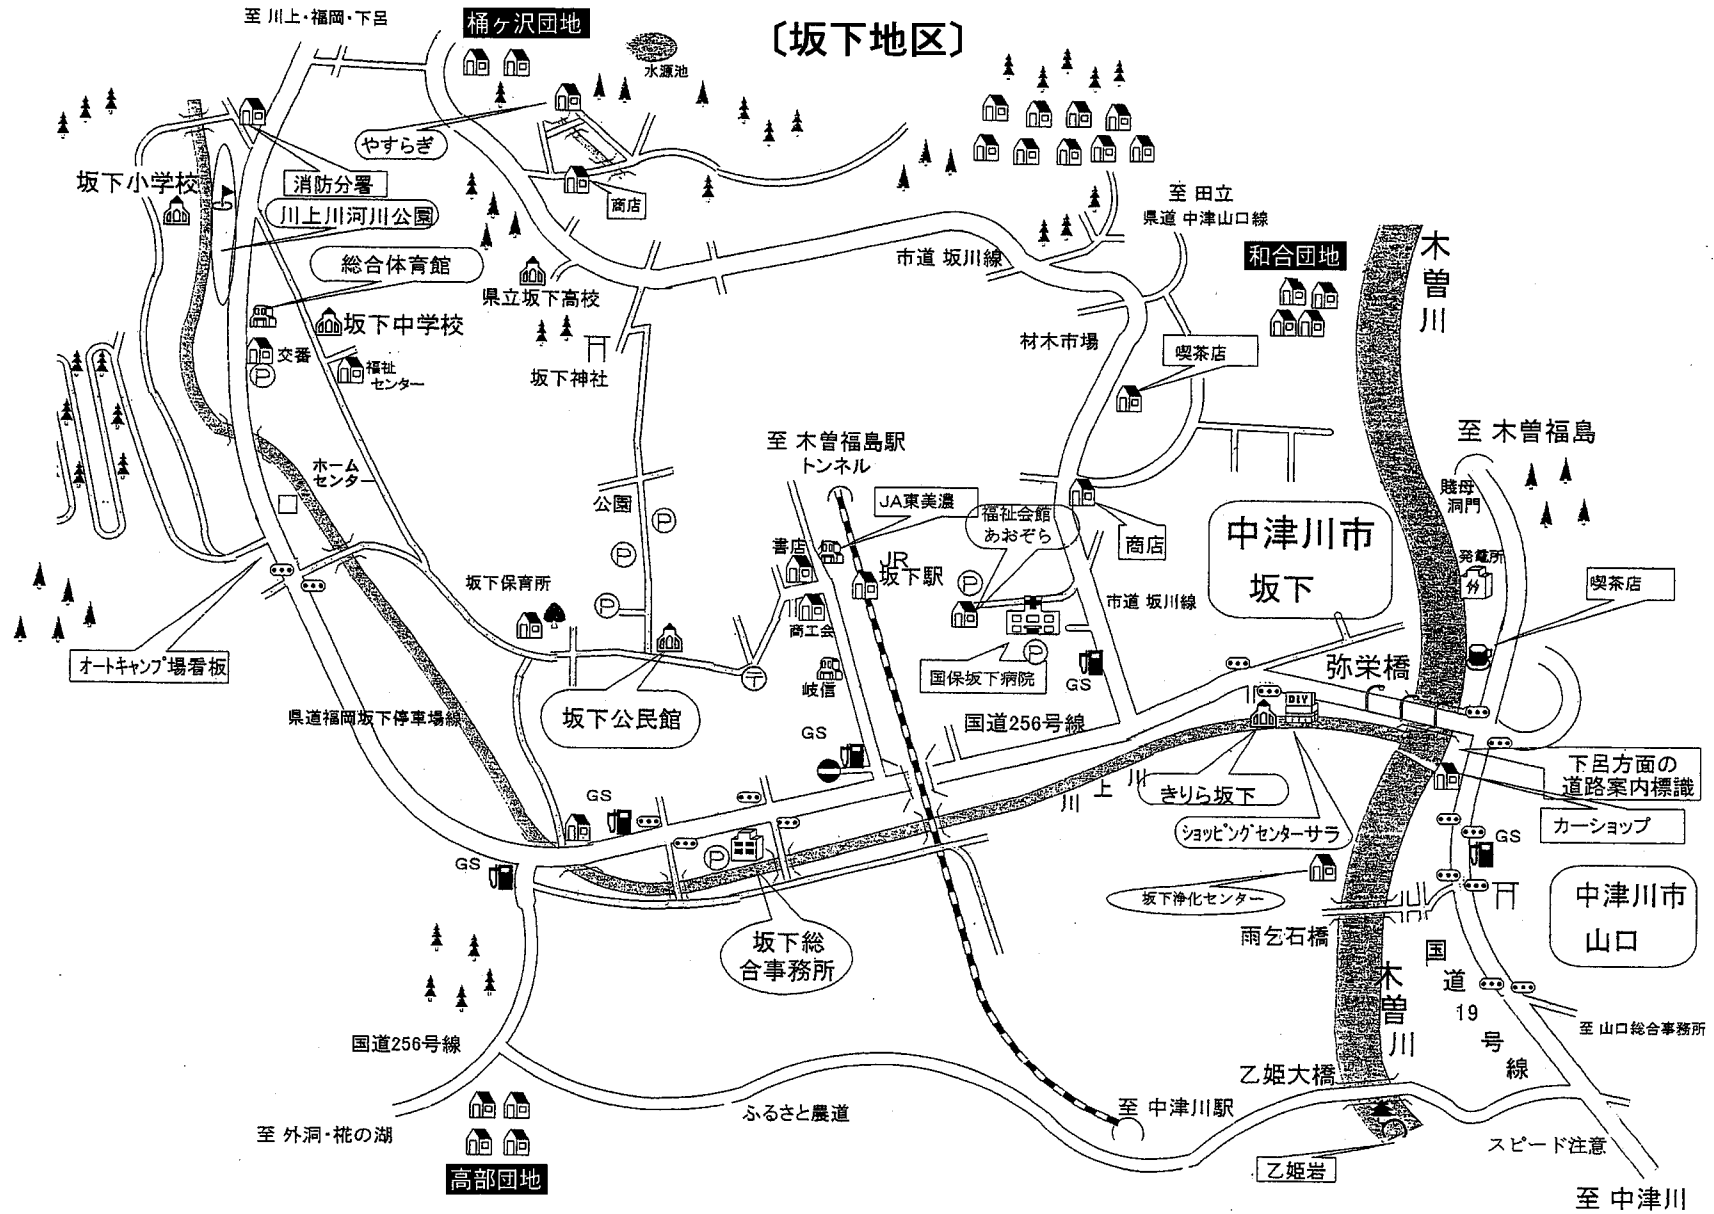 〔坂下地区〕
至 川上・福岡・下呂
桶ヶ沢団地
水源池
やすらぎ
坂下小学校
消防分署
商店
川上川河川公園
総合体育館
県立坂下高校
坂下中学校
交番
P
福祉
センター
坂下神社
市道 坂川線
至 田立
県道 中津山口線
和合団地
木曽川
材木市場
喫茶店
至 木曽福島駅
トンネル
至 木曽福島
賤母
洞門
ホーム
センター
公園
P
P
P
JA東美濃
書店
JR
坂下駅
商工会
福祉会館
あおぞら
P
商店
中津川市
坂下
発電所
喫茶店
坂下保育所
オートキャンプ場看板
〒
岐信
国保坂下病院
P
市道 坂川線
GS
弥栄橋
坂下公民館
県道福岡坂下停車場線
GS
国道256号線
DIY
川上川
きりら坂下
ショッピングセンターサラ
下呂方面の
道路案内標識
カーショップ
GS
GS
GS
P
坂下浄化センター
中津川市
山口
坂下総
合事務所
雨乞石橋
木曽川
国道19号線
至 山口総合事務所
国道256号線
乙姫大橋
ふるさと農道
至 中津川駅
至 外洞・椛の湖
高部団地
乙姫岩
スピード注意
至 中津川